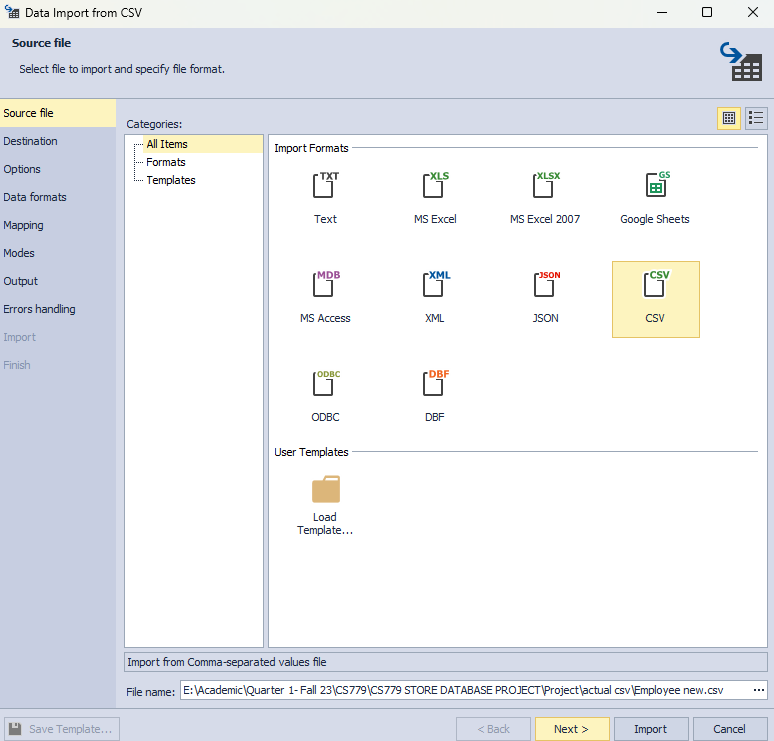 Data Import from CSV
Source file
Select file to import and specify file format.
Source file
Destination
Options
Data formats
Mapping
Modes
Output
Errors handling
Import
Finish
Categories:
All Items
Formats
Templates
Import Formats
TXT
Text
XLS
MS Excel
XLSX
MS Excel 2007
GS
Google Sheets
MDB
MS Access
XML
XML
JSON
JSON
CSV
CSV
ODBC
ODBC
DBF
DBF
User Templates
Load
Template...
Import from Comma-separated values file
File name: E:\Academic\Quarter 1- Fall 23\CS779\CS779 STORE DATABASE PROJECT\Project\actual csv\Employee new.csv ...
Save Template... < Back Next > Import Cancel